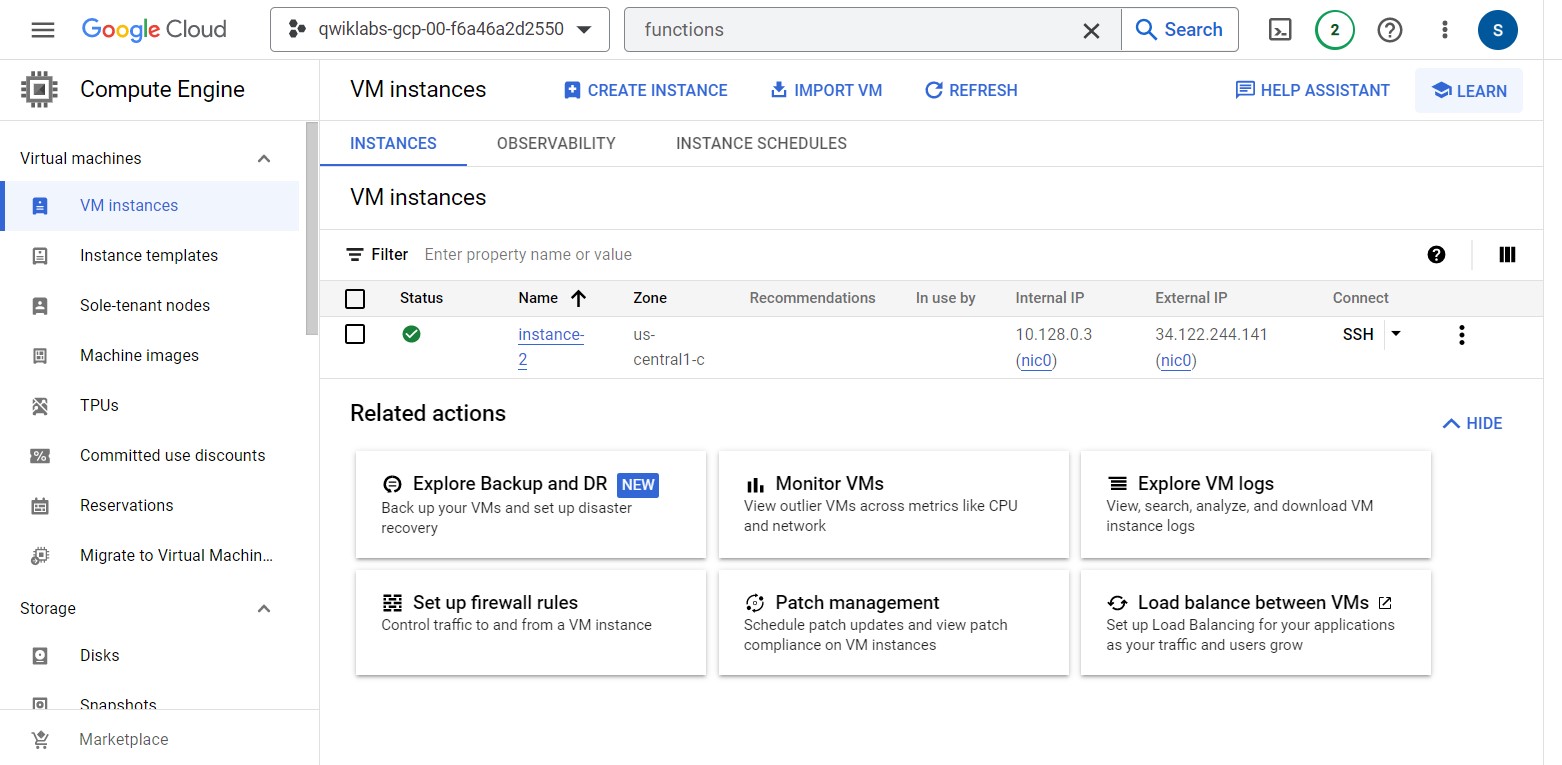 Google Cloud
qwiklabs-gcp-00-f6a46a2d2550
functions
Search
2
S
Compute Engine
VM instances
CREATE INSTANCE
IMPORT VM
REFRESH
HELP ASSISTANT
LEARN
Virtual machines
VM instances
Instance templates
Sole-tenant nodes
Machine images
TPUs
Committed use discounts
Reservations
Migrate to Virtual Machin...
Storage
Disks
Snapshots
Marketplace
INSTANCES
OBSERVABILITY
INSTANCE SCHEDULES
VM instances
Filter
Enter property name or value
Status
Name
Zone
Recommendations
In use by
Internal IP
External IP
Connect
instance-
2
us-
central1-c
10.128.0.3
(nic0)
34.122.244.141
(nic0)
SSH
Related actions
HIDE
Explore Backup and DR
NEW
Back up your VMs and set up disaster
recovery
Monitor VMs
View outlier VMs across metrics like CPU
and network
Explore VM logs
View, search, analyze, and download VM
instance logs
Set up firewall rules
Control traffic to and from a VM instance
Patch management
Schedule patch updates and view patch
compliance on VM instances
Load balance between VMs
Set up Load Balancing for your applications
as your traffic and users grow